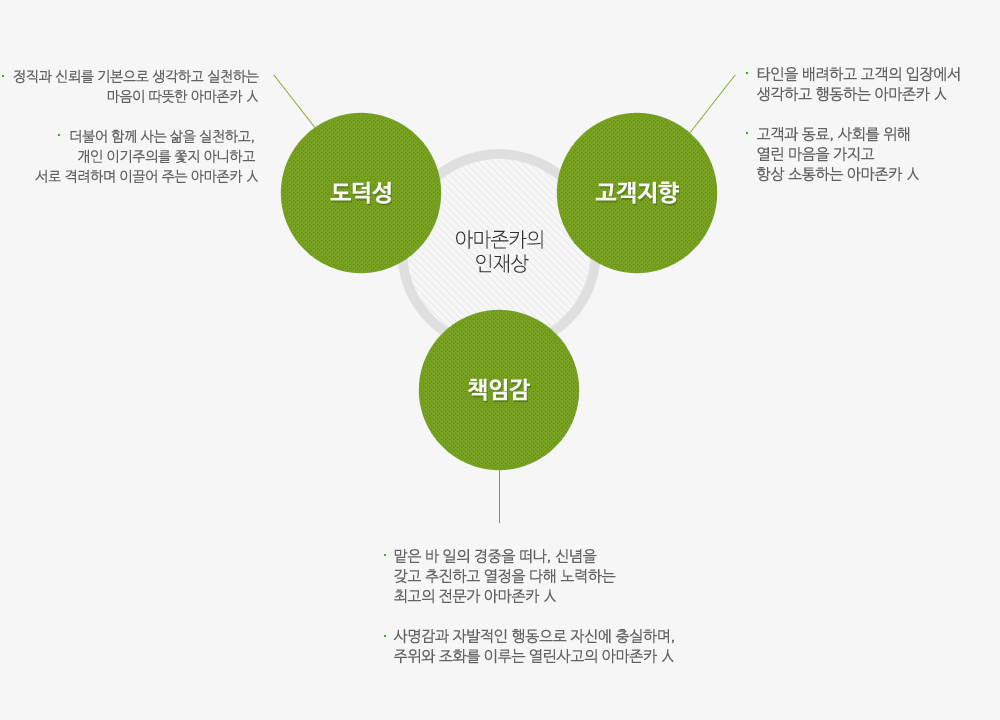 정직과 신뢰를 기본으로 생각하고 실천하는
마음이 따뜻한 아마존카 人
더불어 함께 사는 삶을 실천하고,
개인 이기주의를 쫓지 아니하고
서로 격려하며 이끌어 주는 아마존카 人
타인을 배려하고 고객의 입장에서
생각하고 행동하는 아마존카 人
고객과 동료, 사회를 위해
열린 마음을 가지고
항상 소통하는 아마존카 人
도덕성
고객지향
아마존카의
인재상
책임감
맡은 바 일의 경중을 떠나, 신념을
갖고 추진하고 열정을 다해 노력하는
최고의 전문가 아마존카 人
사명감과 자발적인 행동으로 자신에 충실하며,
주위와 조화를 이루는 열린사고의 아마존카 人